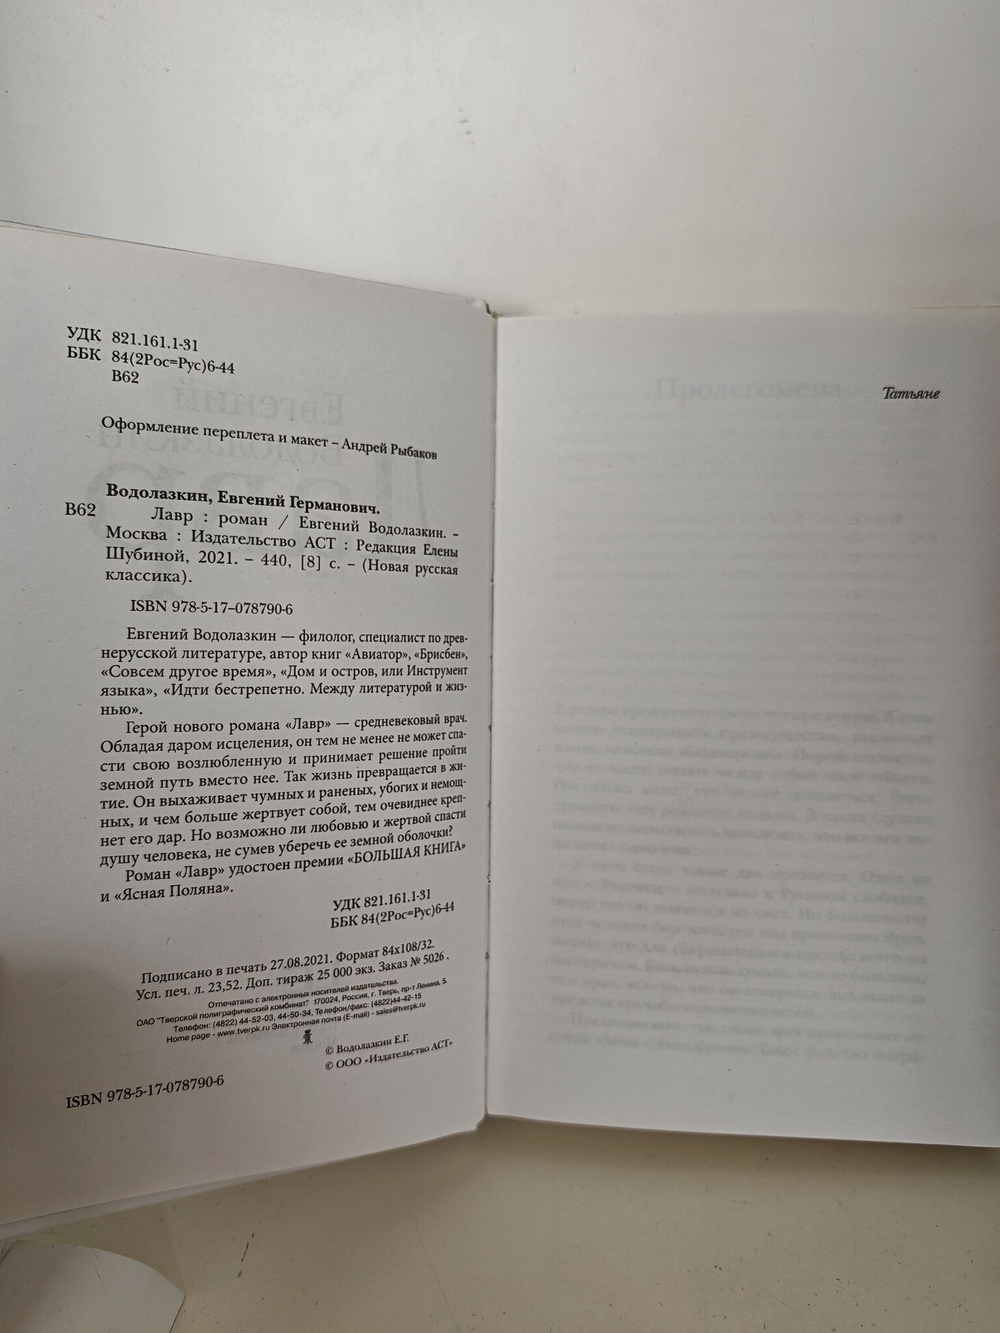 УДК 821.161.1-31
ББК 84(2Рос=Рус)6-44
В62
Оформление переплета и макет – Андрей Рыбаков
Водолазкин, Евгений Германович.
В62 Лавр : роман / Евгений Водолазкин. –
Москва : Издательство АСТ : Редакция Елены
Шубиной, 2021. – 440, [8] с. – (Новая русская
классика).
ISBN 978-5-17–078790-6
Евгений Водолазкин — филолог, специалист по древ-
нерусской литературе, автор книг «Авиатор», «Брисбен»,
«Совсем другое время», «Дом и остров, или Инструмент
языка», «Идти бестрепетно. Между литературой и жиз-
нью».
Герой нового романа «Лавр» — средневековый врач.
Обладая даром исцеления, он тем не менее не может спа-
сти свою возлюбленную и принимает решение пройти
земной путь вместо нее. Так жизнь превращается в жи-
тие. Он выхаживает чумных и раненых, убогих и немощ-
ных, и чем больше жертвует собой, тем очевиднее креп-
нет его дар. Но возможно ли любовью и жертвой спасти
душу человека, не сумев уберечь ее земной оболочки?
Роман «Лавр» удостоен премии «БОЛЬШАЯ КНИГА»
и «Ясная Поляна».
УДК 821.161.1-31
ББК 84(2Рос=Рус)6-44
Подписано в печать 27.08.2021. Формат 84x108/32.
Усл. печ. л. 23,52. Доп. тираж 25 000 экз. Заказ № 5026.
Отпечатано с электронных носителей издательства.
ОАО "Тверской полиграфический комбинат". 170024, Россия, г. Тверь, пр-т Ленина, 5.
Телефон: (4822) 44-52-03, 44-50-34, Телефон/факс: (4822)44-42-15
Home page - www.tverpk.ru Электронная почта (E-mail) - sales@tverpk.ru
© Водолазкин Е.Г.
© ООО «Издательство АСТ»
ISBN 978-5-17-078790-6
Татьяне
Пролегомена